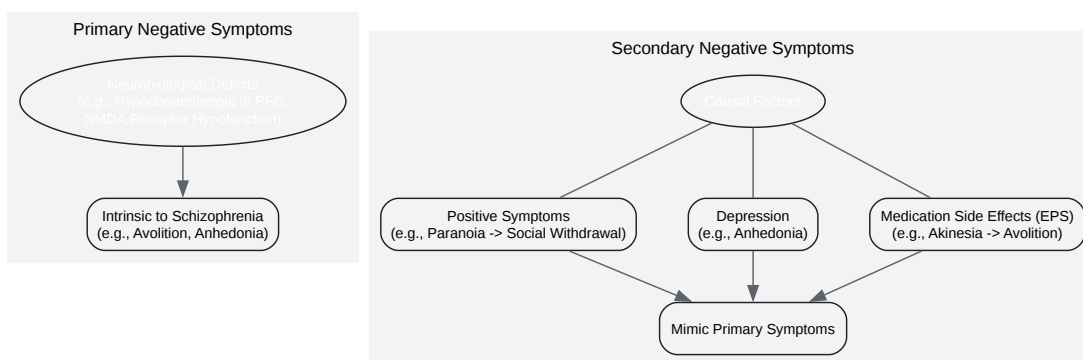 Primary Negative Symptoms
Neurobiological Deficits
(e.g., Hypodopaminergia in PFC,
NMDA Receptor Hypofunction)
Intrinsic to Schizophrenia
(e.g., Avolition, Anhedonia)
Secondary Negative Symptoms
Causal Factors
Positive Symptoms
(e.g., Paranoia -> Social Withdrawal)
Depression
(e.g., Anhedonia)
Medication Side Effects (EPS)
(e.g., Akinesia -> Avolition)
Mimic Primary Symptoms